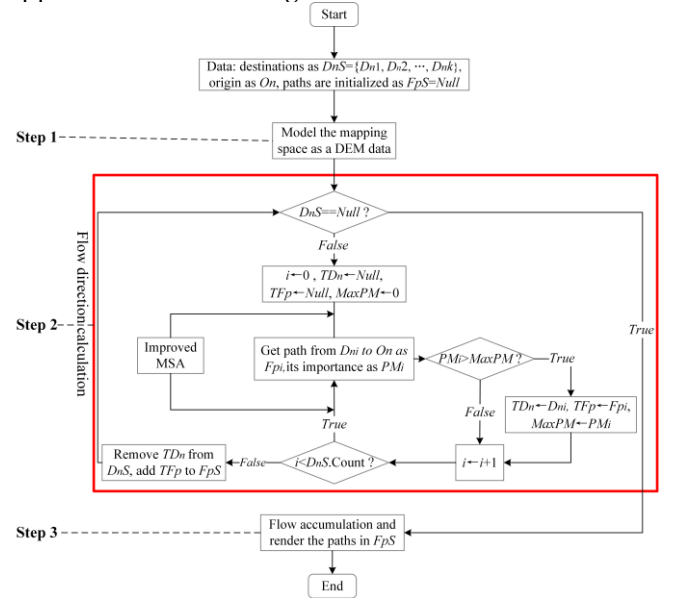 Start
Data: destinations as DnS={Dn1, Dn2, ···, Dnk},
origin as On, paths are initialized as FpS=Null
Step 1
Model the mapping
space as a DEM data
DnS==Null ?
False
i←0 , TDn←Null,
TFp←Null, MaxPM←0
Flow direction calculation
Step 2
True
Improved
MSA
Get path from Dni to On as
Fpi, its importance as PMi
PMi>MaxPM ?
True
TDn←Dni, TFp←Fpi,
MaxPM←PMi
False
True
Remove TDn from
DnS, add TFp to FpS
False
i<DnS.Count ?
i←i+1
Step 3
Flow accumulation and
render the paths in FpS
End